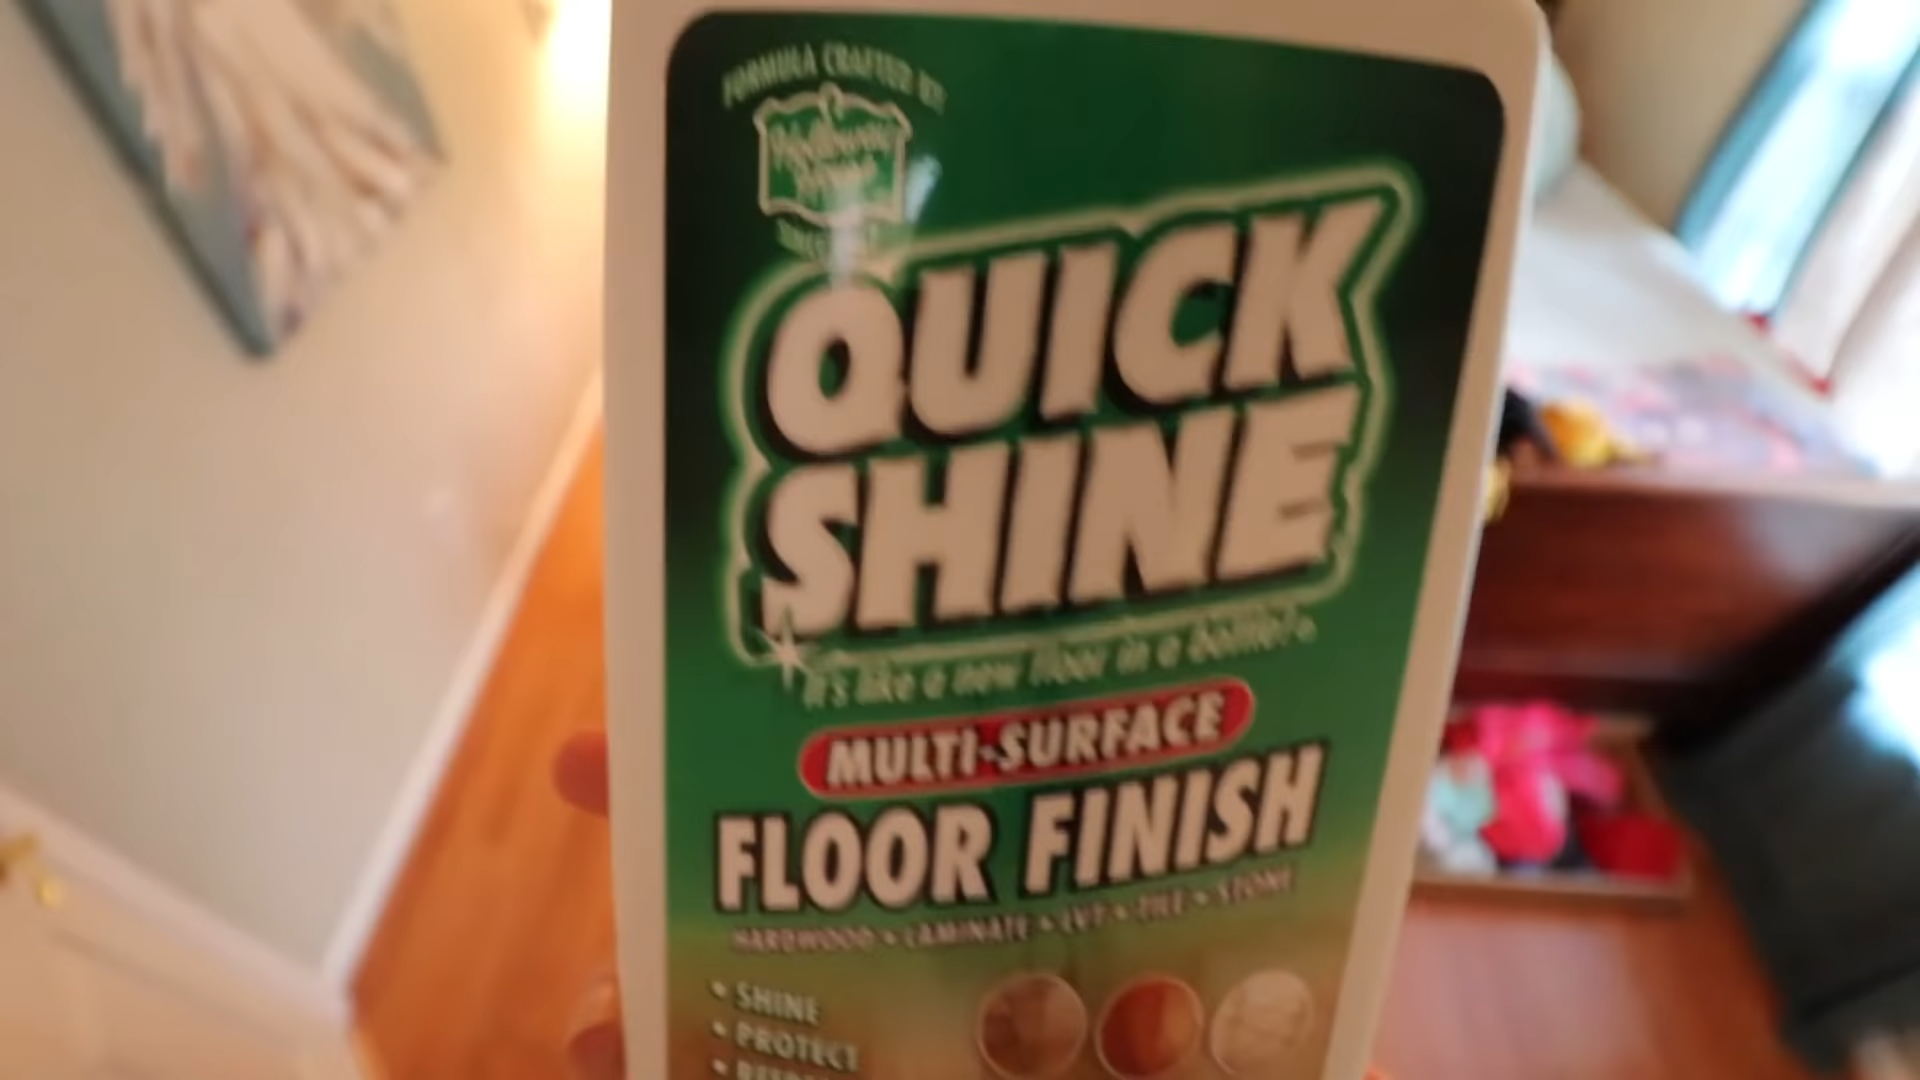 FORMULA CRAFTED BY:
QUICK
SHINE
It's like a new floor in a bottle!
MULTI-SURFACE
FLOOR FINISH
HARDWOOD • LAMINATE • LVT • TILE • STONE
• SHINE
• PROTECT